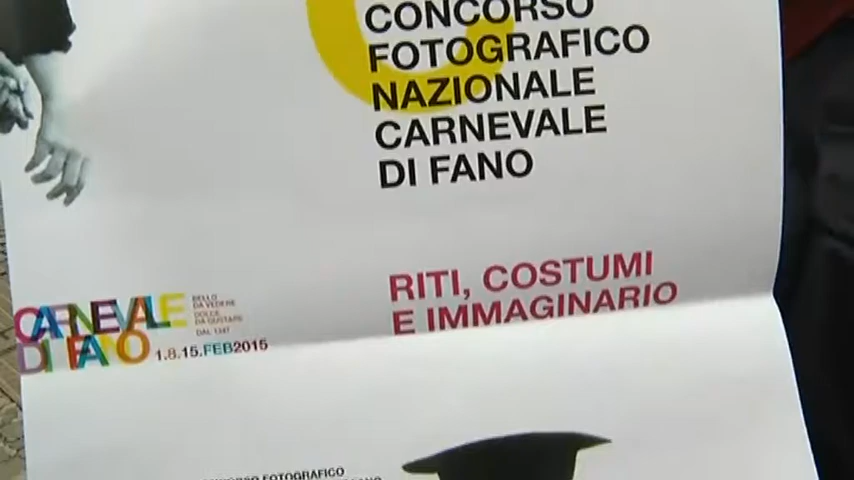 CONCORSO
FOTOGRAFICO
NAZIONALE
CARNEVALE
DI FANO
RITI, COSTUMI
E IMMAGINARIO
CARNEVALE
DI FANO
BELLO
DA VEDERE
DOLCE
DA GUSTARE
DAL 1347
1.8.15.FEB2015
FOTOGRAFICO